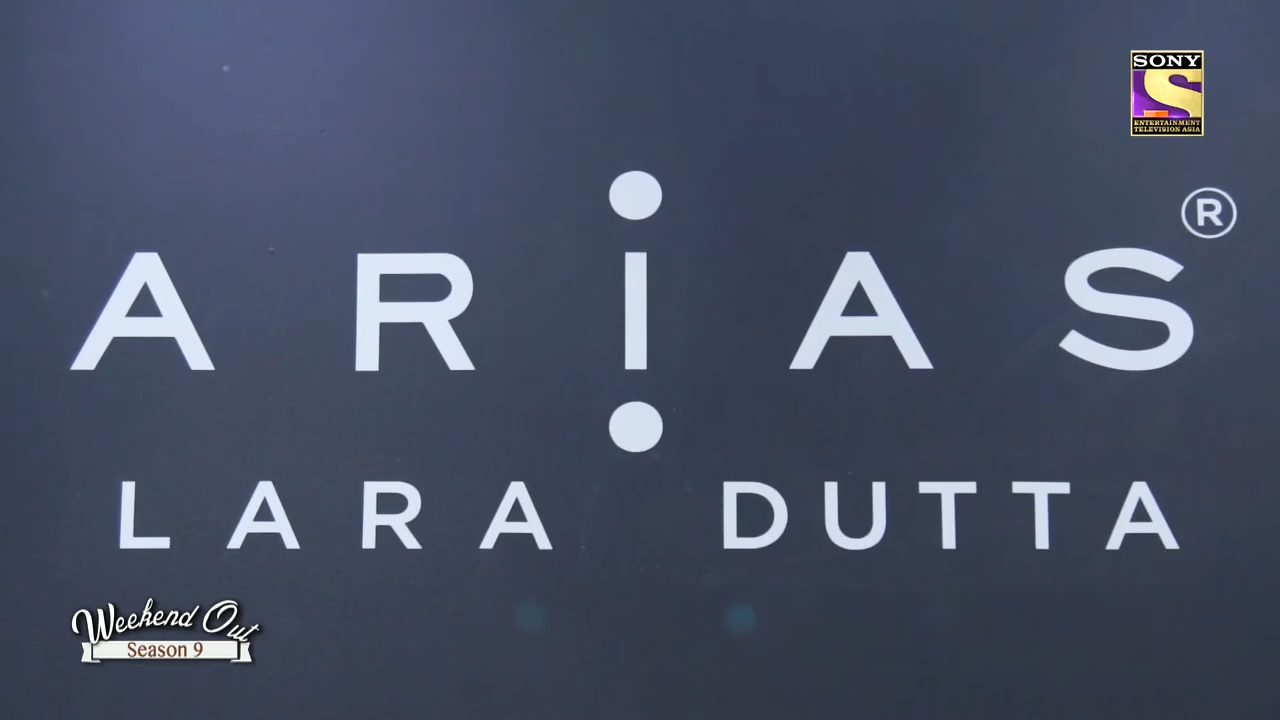 SONY
ENTERTAINMENT
TELEVISION ASIA
®
ARiAS
LARA DUTTA
Weekend Out
Season 9